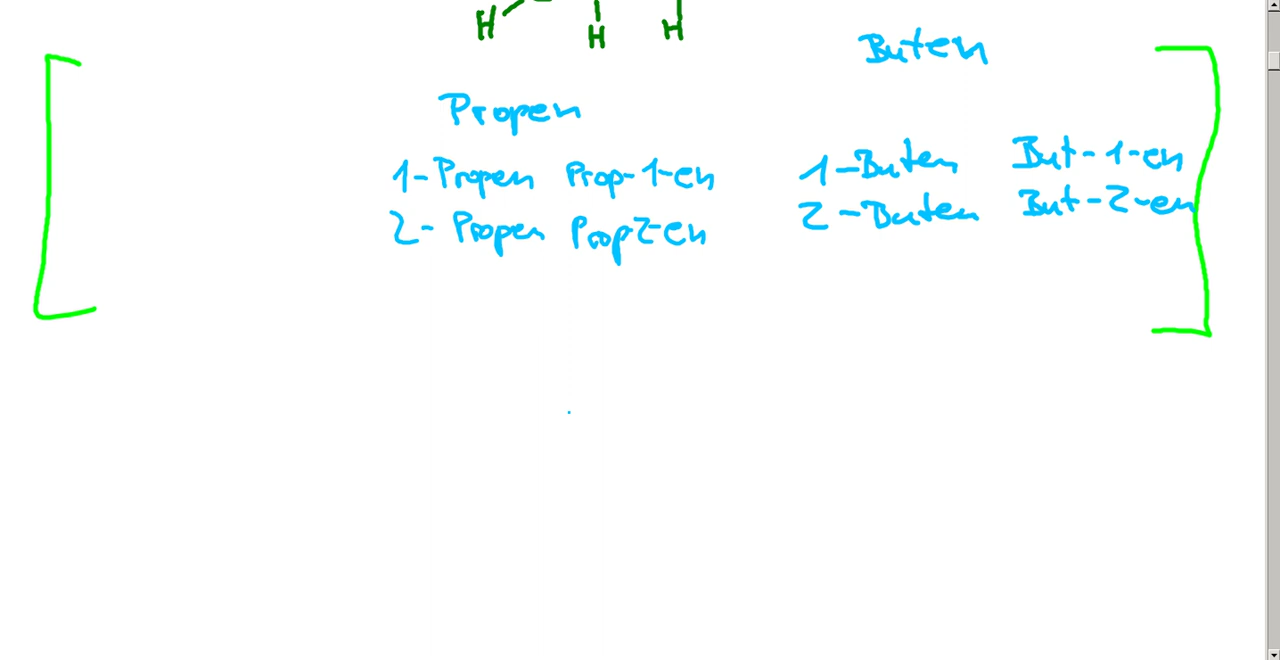 H H H
Buten
Propen
1-Propen Prop-1-en
2-Propen Prop2-en
1-Buten But-1-en
2-Buten But-2-en